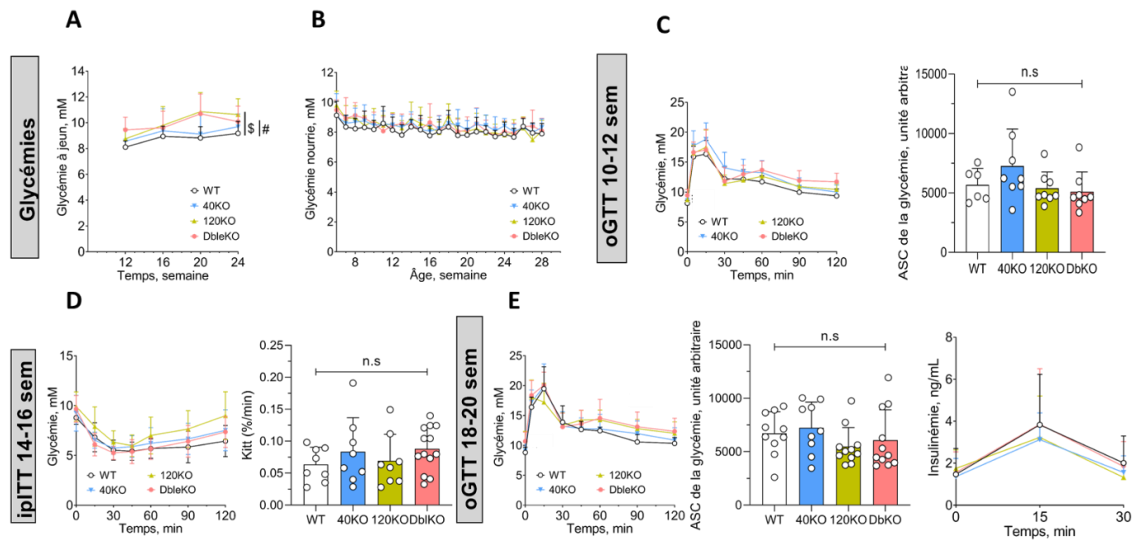 A
B
C
Glycémies
Glycémie à jeun, mM
14
12
10
8
6
4
2
0
$
#
WT
40KO
120KO
DbleKO
12
16
20
24
Temps, semaine
Glycémie nourrie, mM
12
10
8
6
4
2
0
WT
40KO
120KO
DbleKO
8
12
16
20
24
28
Âge, semaine
oGTT 10-12 sem
Glycémie, mM
25
20
15
10
5
0
WT
40KO
120KO
DbleKO
0
30
60
90
120
Temps, min
ASC de la glycémie, unité arbitrai
15000
10000
5000
0
n.s
WT
40KO
120KO
DbKO
D
E
ipITT 14-16 sem
Glycémie, mM
15
10
5
0
WT
40KO
120KO
DbleKO
0
30
60
90
120
Temps, min
Kitt (%/min)
0.25
0.20
0.15
0.10
0.05
0.00
n.s
WT
40KO
120KO
DblKO
oGTT 18-20 sem
Glycémie, mM
25
20
15
10
5
0
WT
40KO
120KO
DbleKO
0
30
60
90
120
Temps, min
ASC de la glycémie, unité arbitraire
15000
10000
5000
0
n.s
WT
40KO
120KO
DbKO
Insulinémie, ng/mL
10
8
6
4
2
0
0
15
30
Temps, min